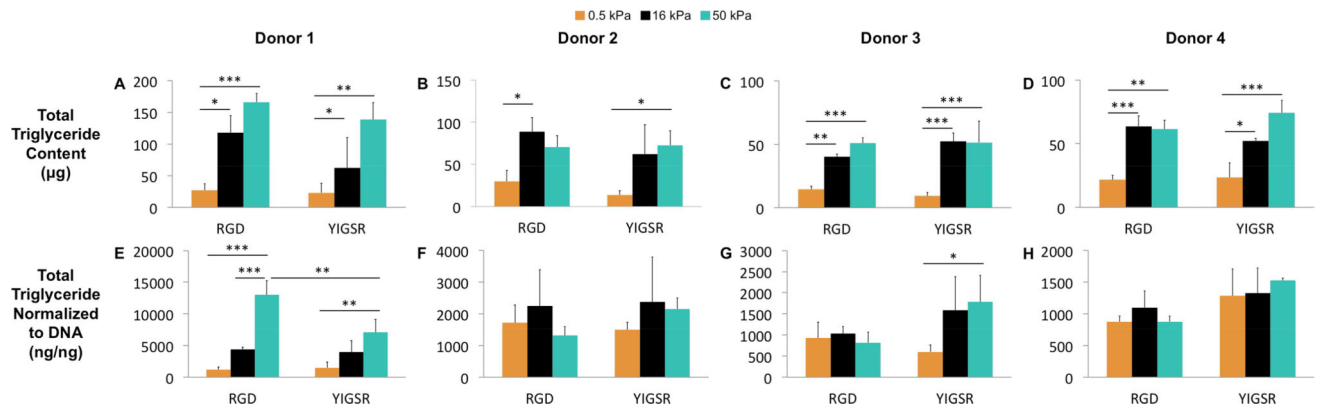 0.5 kPa 16 kPa 50 kPa
Donor 1 Donor 2 Donor 3 Donor 4
Total
Triglyceride
Content
(µg)
A
200
150
100
50
0
*** * ** *
RGD YIGSR
B
150
100
50
0
* *
RGD YIGSR
C
100
50
0
*** ** *** ***
RGD YIGSR
D
100
50
0
** *** *** *
RGD YIGSR
Total
Triglyceride
Normalized
to DNA
(ng/ng)
E
20000
15000
10000
5000
0
*** *** ** **
RGD YIGSR
F
4000
3000
2000
1000
0
RGD YIGSR
G
3000
2500
2000
1500
1000
500
0
*
RGD YIGSR
H
2000
1500
1000
500
0
RGD YIGSR